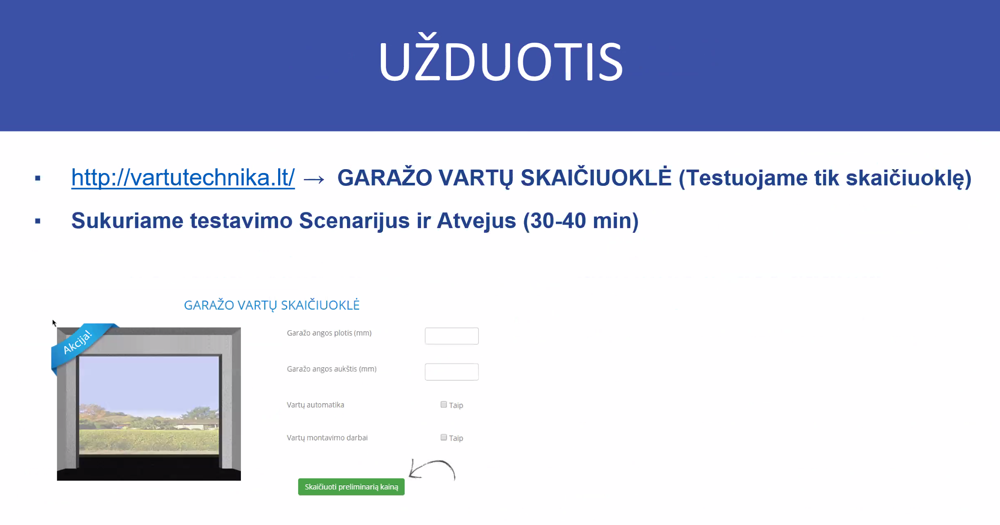 UŽDUOTIS
▪ http://vartutechnika.lt/ → GARAŽO VARTŲ SKAIČIUOKLĖ (Testuojame tik skaičiuoklę)
▪ Sukuriame testavimo Scenarijus ir Atvejus (30-40 min)
GARAŽO VARTŲ SKAIČIUOKLĖ
Akcija!
Garažo angos plotis (mm)
Garažo angos aukštis (mm)
Vartų automatika Taip
Vartų montavimo darbai Taip
Skaičiuoti preliminarią kainą